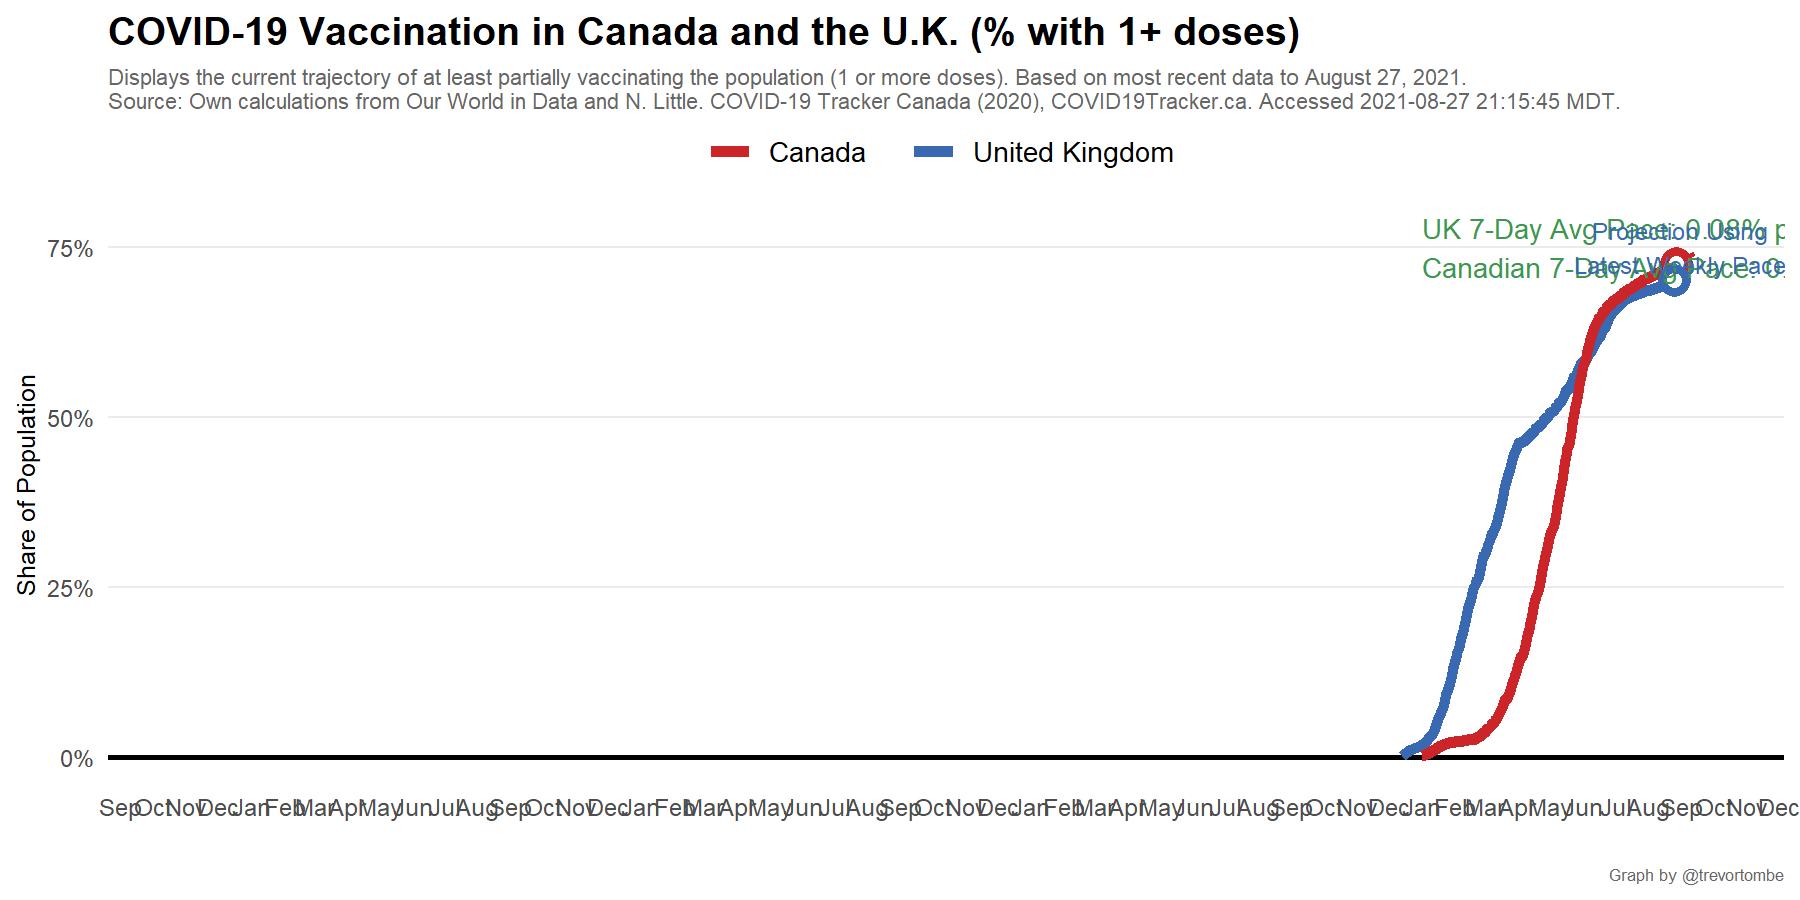 COVID-19 Vaccination in Canada and the U.K. (% with 1+ doses)
Displays the current trajectory of at least partially vaccinating the population (1 or more doses). Based on most recent data to August 27, 2021.
Source: Own calculations from Our World in Data and N. Little. COVID-19 Tracker Canada (2020), COVID19Tracker.ca. Accessed 2021-08-27 21:15:45 MDT.
Canada United Kingdom
UK 7-Day Avg Pace: 0.08% p
Projection Using
Latest Weekly Pace
Canadian 7-Day Avg Pace: 0.
75%
50%
25%
0%
Share of Population
Sep Oct Nov Dec Jan Feb Mar Apr May Jun Jul Aug Sep Oct Nov Dec Jan Feb Mar Apr May Jun Jul Aug Sep Oct Nov Dec Jan Feb Mar Apr May Jun Jul Aug Sep Oct Nov Dec Jan Feb Mar Apr May Jun Jul Aug Sep Oct Nov Dec
Graph by @trevortombe